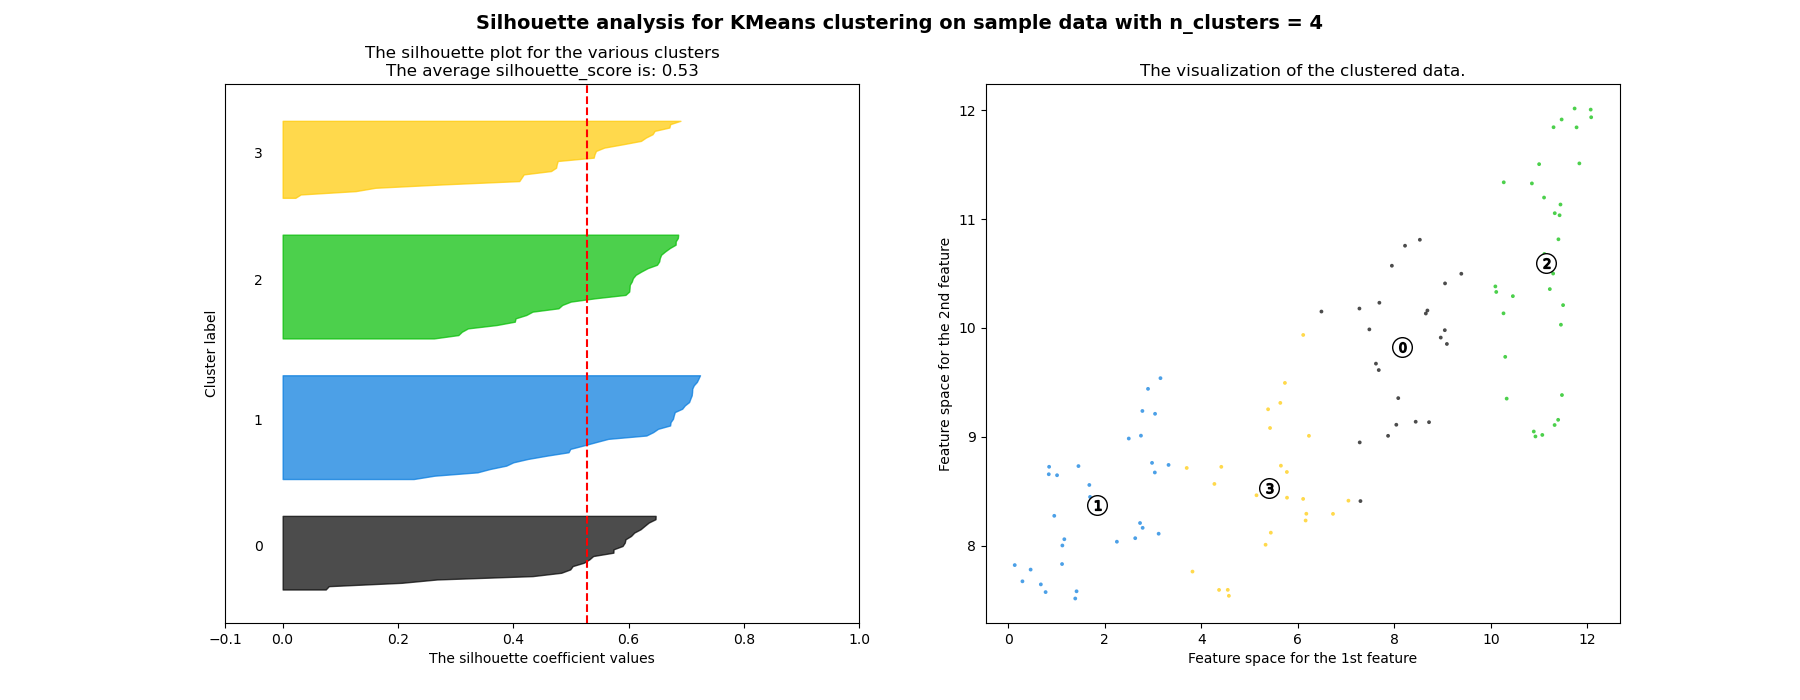 Silhouette analysis for KMeans clustering on sample data with n_clusters = 4
The silhouette plot for the various clusters
The average silhouette_score is: 0.53
3
2
1
0
Cluster label
−0.1 0.0 0.2 0.4 0.6 0.8 1.0
The silhouette coefficient values
The visualization of the clustered data.
12
11
10
9
8
Feature space for the 2nd feature
2
0
3
1
0 2 4 6 8 10 12
Feature space for the 1st feature